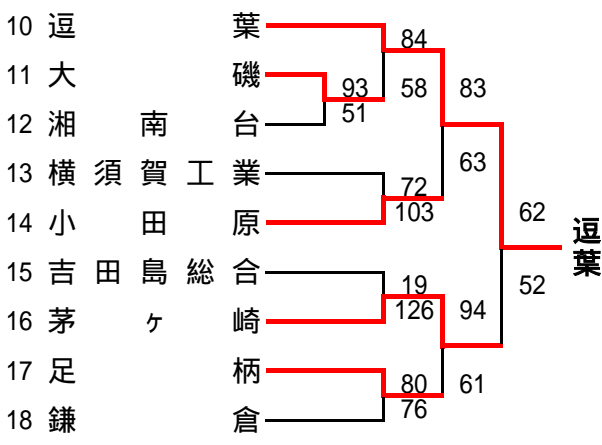 10 逗葉
11 大磯
12 湘南台
13 横須賀工業
14 小田原
15 吉田島総合
16 茅ヶ崎
17 足柄
18 鎌倉
93
51
84
58
72
103
19
126
80
76
83
63
94
61
62
52
逗葉